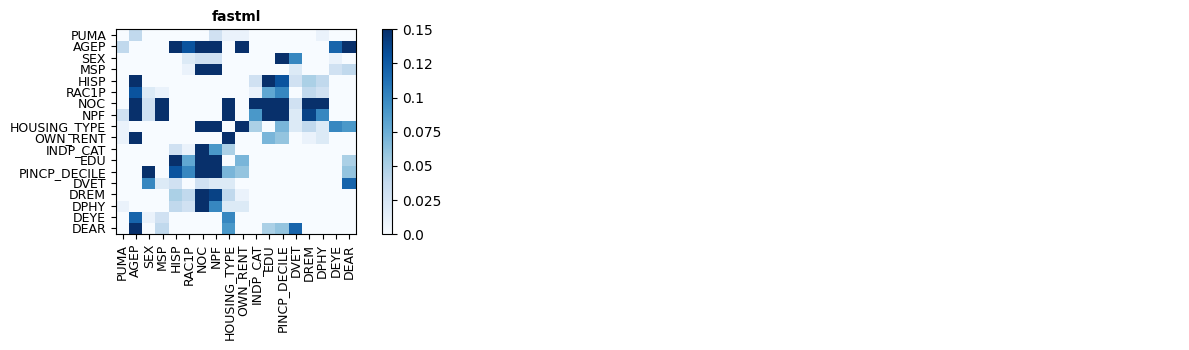 fastml
PUMA
AGEP
SEX
MSP
HISP
RAC1P
NOC
NPF
HOUSING_TYPE
OWN_RENT
INDP_CAT
EDU
PINCP_DECILE
DVET
DREM
DPHY
DEYE
DEAR
PUMA
AGEP
SEX
MSP
HISP
RAC1P
NOC
NPF
HOUSING_TYPE
OWN_RENT
INDP_CAT
EDU
PINCP_DECILE
DVET
DREM
DPHY
DEYE
DEAR
0.15
0.125
0.1
0.075
0.05
0.025
0.0